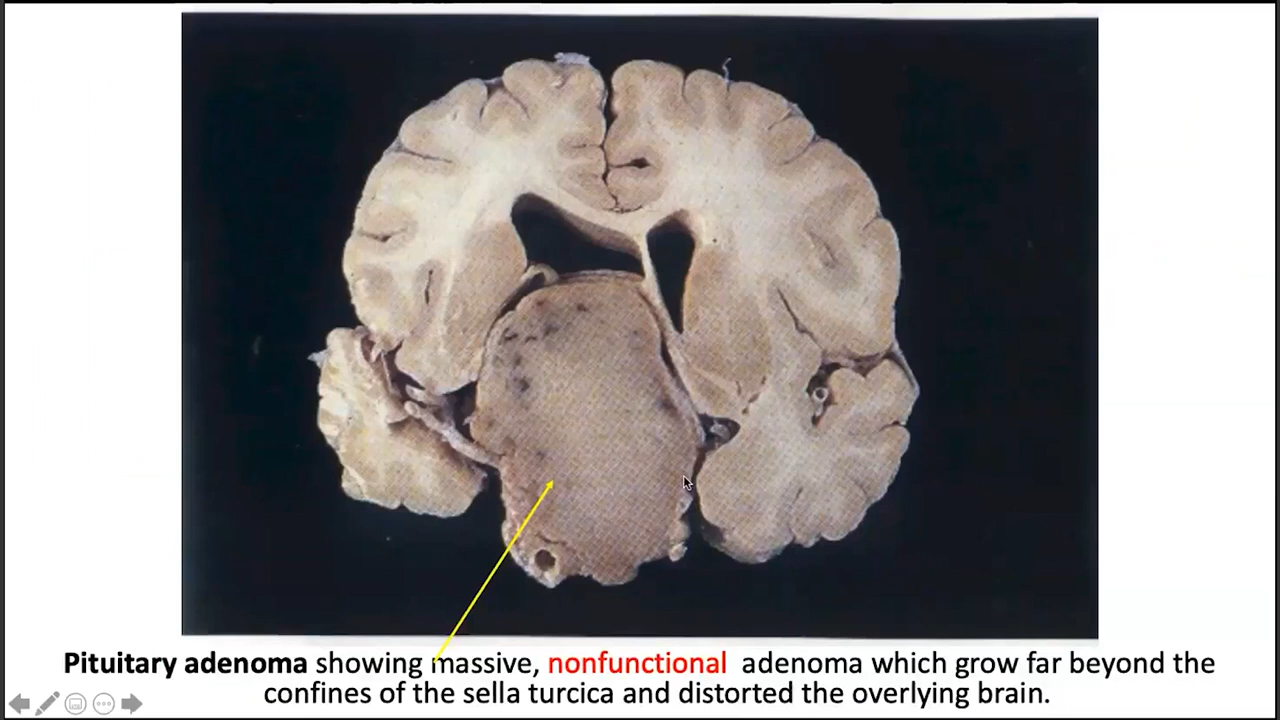 Pituitary adenoma showing massive, nonfunctional adenoma which grow far beyond the
confines of the sella turcica and distorted the overlying brain.